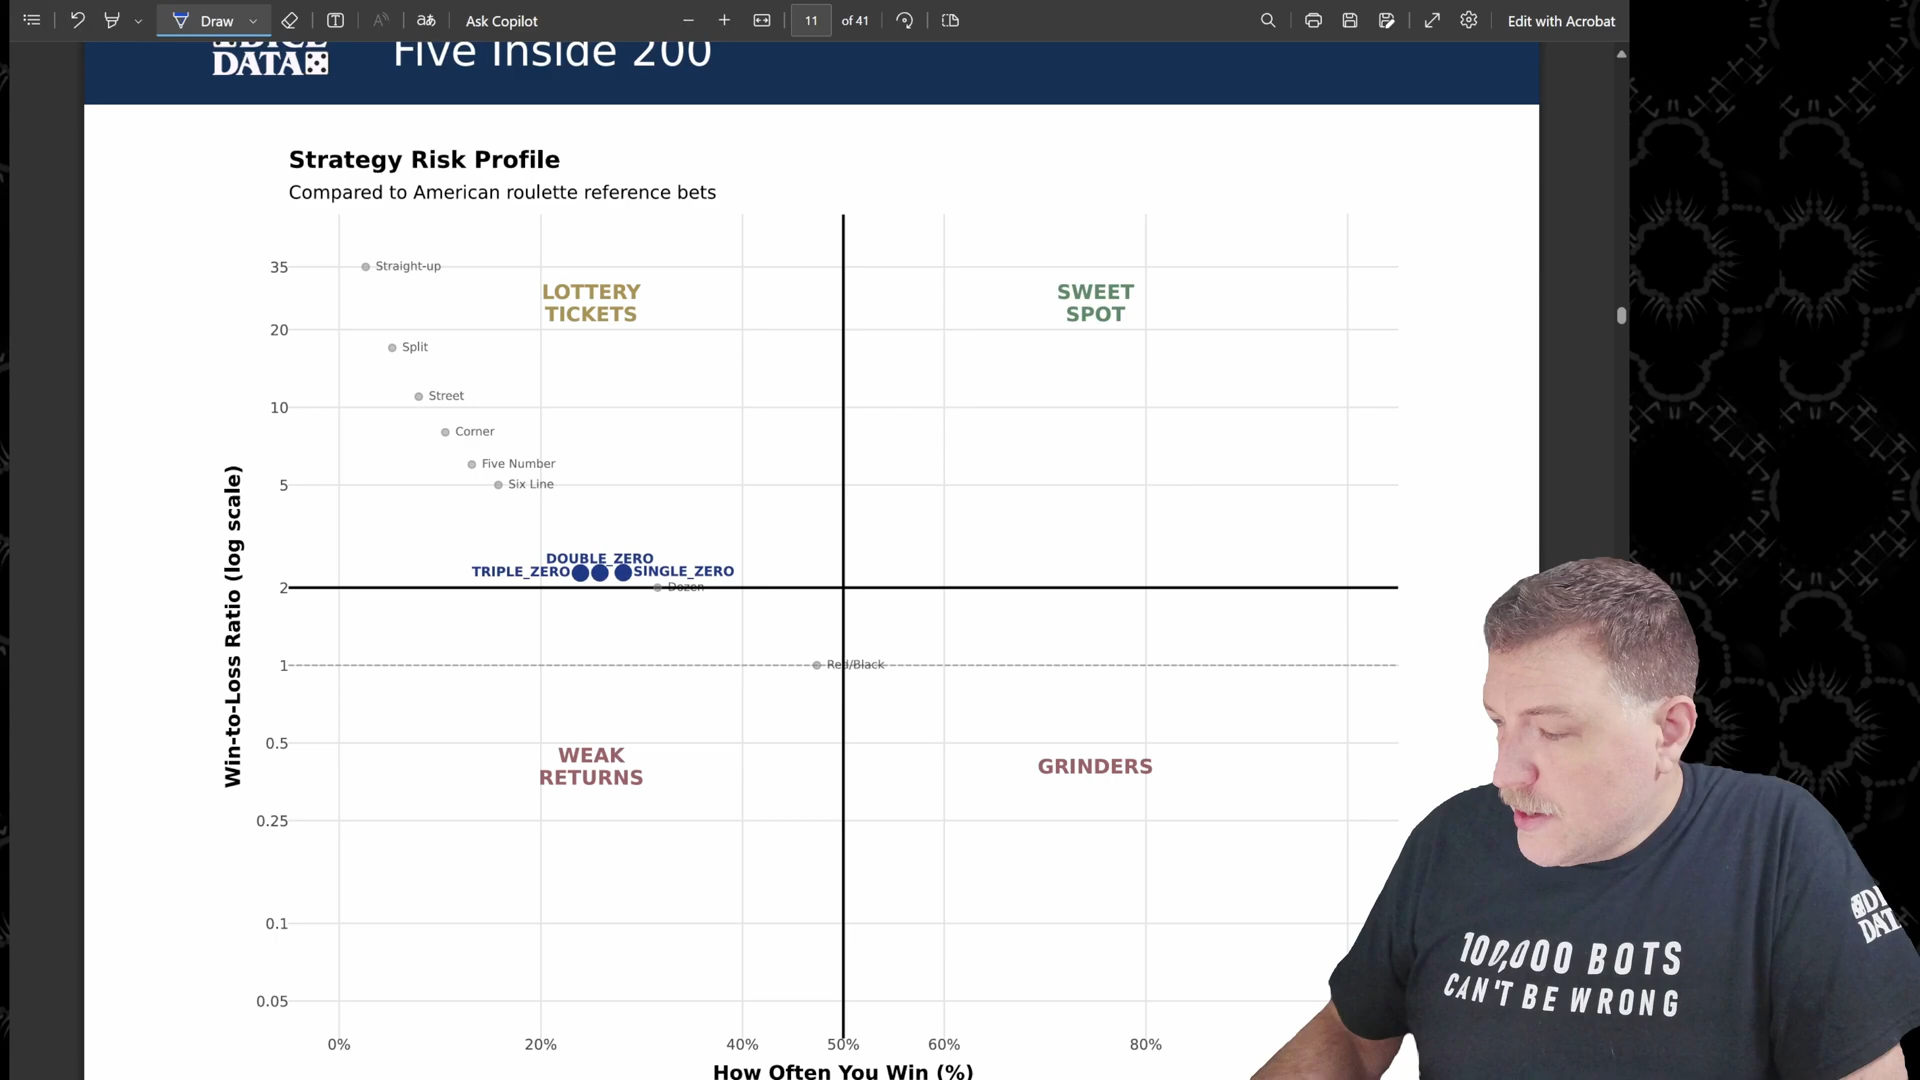 Draw
Ask Copilot
11
of 41
Edit with Acrobat
DICE
DATA
Five Inside 200
Strategy Risk Profile
Compared to American roulette reference bets
Win-to-Loss Ratio (log scale)
35
20
10
5
2
1
0.5
0.25
0.1
0.05
Straight-up
LOTTERY
TICKETS
SWEET
SPOT
Split
Street
Corner
Five Number
Six Line
DOUBLE_ZERO
TRIPLE_ZERO
SINGLE_ZERO
Dozen
Red/Black
WEAK
RETURNS
GRINDERS
0%
20%
40%
50%
60%
80%
How Often You Win (%)
100,000 BOTS
CAN'T BE WRONG